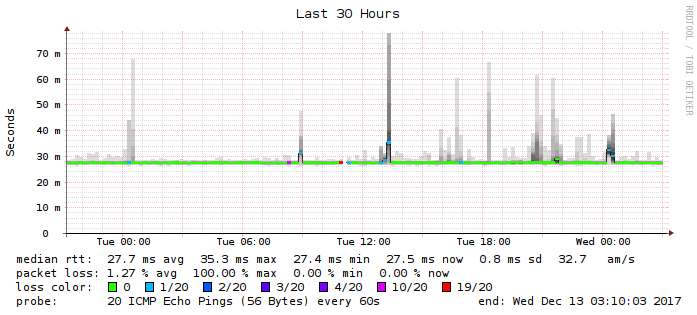 Last 30 Hours
RRDTOOL / TOBI OETIKER
Seconds
70 m
60 m
50 m
40 m
30 m
20 m
10 m
0
Tue 00:00 Tue 06:00 Tue 12:00 Tue 18:00 Wed 00:00
median rtt: 27.7 ms avg 35.3 ms max 27.4 ms min 27.5 ms now 0.8 ms sd 32.7 am/s
packet loss: 1.27 % avg 100.00 % max 0.00 % min 0.00 % now
loss color: 0 1/20 2/20 3/20 4/20 10/20 19/20
probe: 20 ICMP Echo Pings (56 Bytes) every 60s end: Wed Dec 13 03:10:03 2017